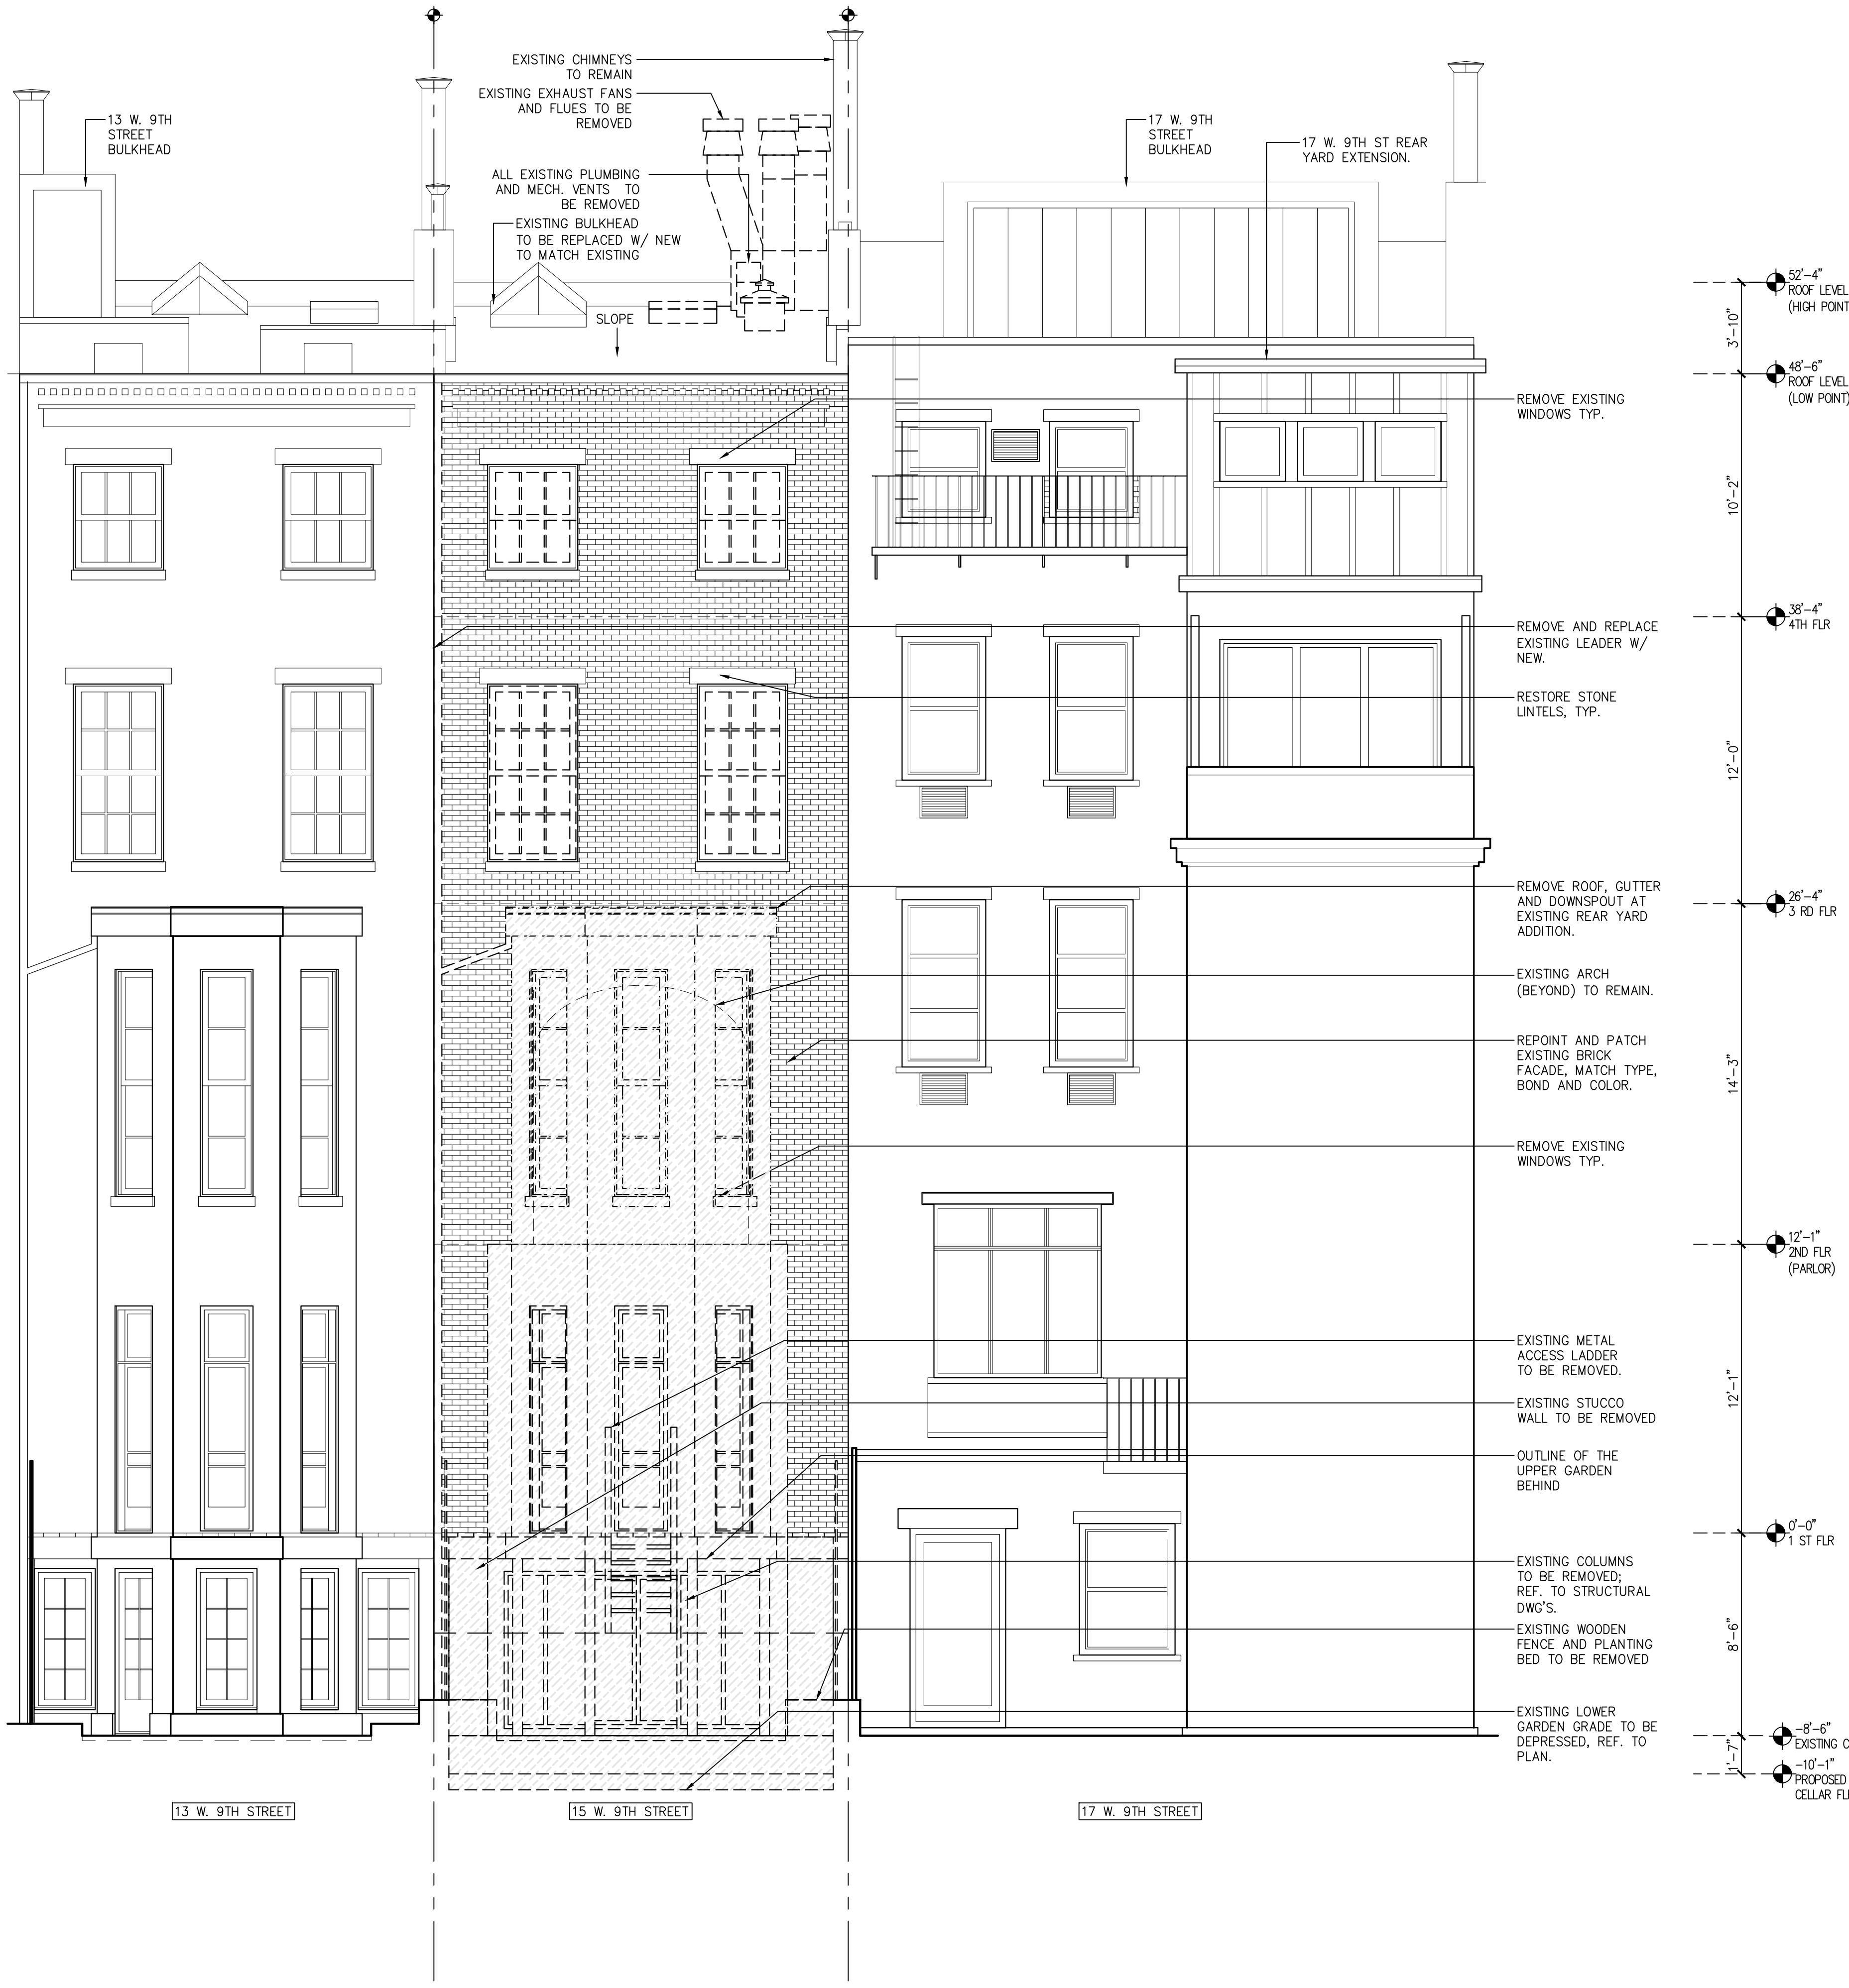 EXISTING CHIMNEYS
TO REMAIN
EXISTING EXHAUST FANS
AND FLUES TO BE
REMOVED
13 W. 9TH
STREET
BULKHEAD
17 W. 9TH
STREET
BULKHEAD
17 W. 9TH ST REAR
YARD EXTENSION.
ALL EXISTING PLUMBING
AND MECH. VENTS TO
BE REMOVED
EXISTING BULKHEAD
TO BE REPLACED W/ NEW
TO MATCH EXISTING
SLOPE
52'-4"
ROOF LEVEL
(HIGH POINT
3'-10"
48'-6"
ROOF LEVEL
(LOW POINT)
REMOVE EXISTING
WINDOWS TYP.
10'-2"
38'-4"
4TH FLR
REMOVE AND REPLACE
EXISTING LEADER W/
NEW.
RESTORE STONE
LINTELS, TYP.
12'-0"
REMOVE ROOF, GUTTER
AND DOWNSPOUT AT
EXISTING REAR YARD
ADDITION.
26'-4"
3 RD FLR
EXISTING ARCH
(BEYOND) TO REMAIN.
REPOINT AND PATCH
EXISTING BRICK
FACADE, MATCH TYPE,
BOND AND COLOR.
14'-3"
REMOVE EXISTING
WINDOWS TYP.
12'-1"
2ND FLR
(PARLOR)
EXISTING METAL
ACCESS LADDER
TO BE REMOVED.
12'-1"
EXISTING STUCCO
WALL TO BE REMOVED
OUTLINE OF THE
UPPER GARDEN
BEHIND
0'-0"
1 ST FLR
EXISTING COLUMNS
TO BE REMOVED;
REF. TO STRUCTURAL
DWG'S.
EXISTING WOODEN
FENCE AND PLANTING
BED TO BE REMOVED
8'-6"
EXISTING LOWER
GARDEN GRADE TO BE
DEPRESSED, REF. TO
PLAN.
-8'-6"
EXISTING C
1'-7"
-10'-1"
PROPOSED
CELLAR FL
13 W. 9TH STREET
15 W. 9TH STREET
17 W. 9TH STREET